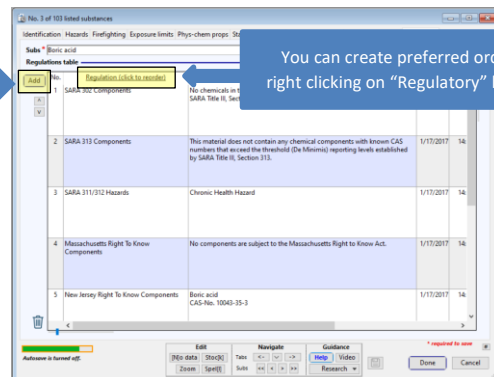 No. 3 of 103 listed substances
Identification Hazards Firefighting Exposure limits Phys-chem props
Subs * Boric acid
Regulations table
You can create preferred
right clicking on “Regulatory”
Add
No. Regulation (click to reorder)
1 SARA 302 Components No chemicals in
SARA Title III,
2 SARA 313 Components This material does not contain any chemical components with known CAS 1/17/2017
numbers that exceed the threshold (De Minimis) reporting levels established
by SARA Title III, Section 313.
3 SARA 311/312 Hazards Chronic Health Hazard 1/17/2017
4 Massachusetts Right To Know No components are subject to the Massachusetts Right to Know Act. 1/17/2017
Components
5 New Jersey Right To Know Components Boric acid 1/17/2017
CAS-No. 10043-35-3
Autosave is turned off.
Edit Navigate Guidance
[N]o data Stoc[k] Tabs <- v -> Help Video
Zoom Spel[l] Subs << < > >> Research
* required to save
Done Cancel